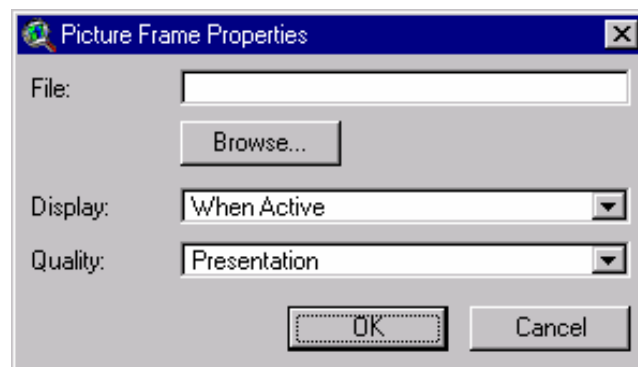 Picture Frame Properties
File:
Browse...
Display: When Active
Quality: Presentation
OK Cancel